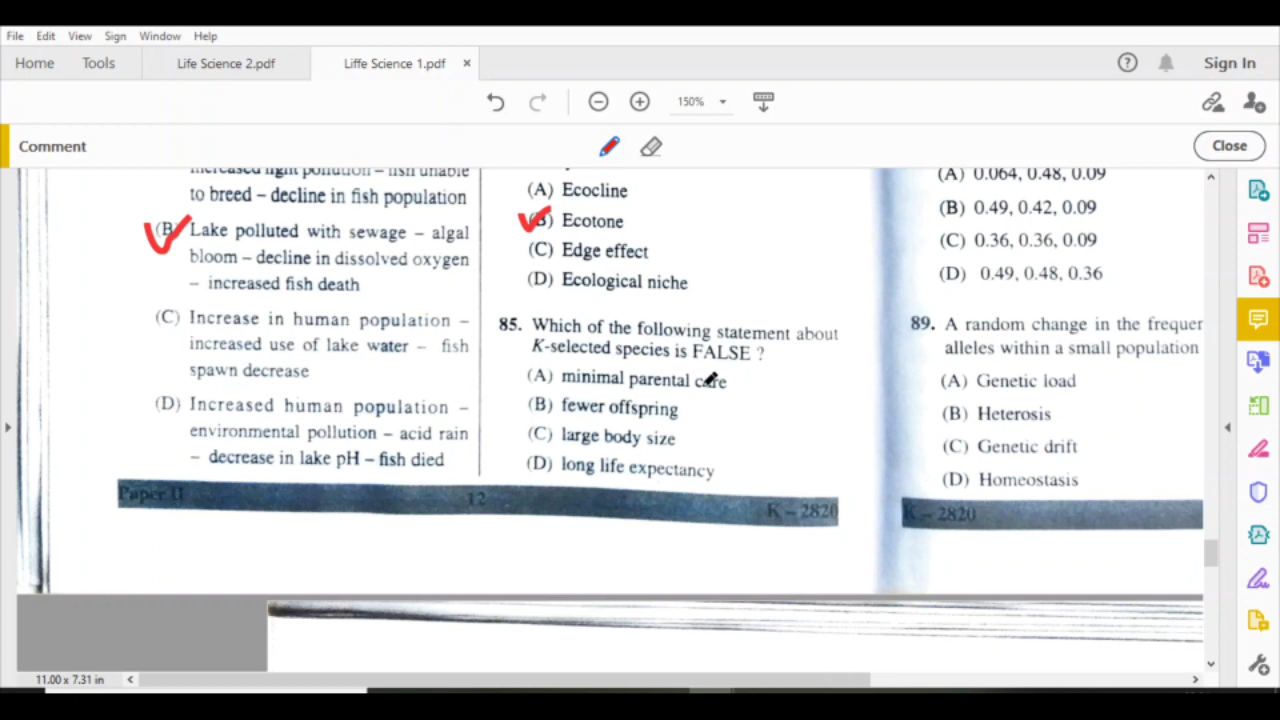 File Edit View Sign Window Help
Home Tools Life Science 2.pdf Liffe Science 1.pdf × ? Sign In
150%
Comment Close
increased light pollution – fish unable
to breed – decline in fish population
(B) Lake polluted with sewage – algal
bloom – decline in dissolved oxygen
– increased fish death
(C) Increase in human population –
increased use of lake water – fish
spawn decrease
(D) Increased human population –
environmental pollution – acid rain
– decrease in lake pH – fish died
Paper II 12 K – 2820
(A) Ecocline
(B) Ecotone
(C) Edge effect
(D) Ecological niche
85. Which of the following statement about
K-selected species is FALSE ?
(A) minimal parental care
(B) fewer offspring
(C) large body size
(D) long life expectancy
(A) 0.064, 0.48, 0.09
(B) 0.49, 0.42, 0.09
(C) 0.36, 0.36, 0.09
(D) 0.49, 0.48, 0.36
89. A random change in the frequen
alleles within a small population
(A) Genetic load
(B) Heterosis
(C) Genetic drift
(D) Homeostasis
K – 2820
11.00 x 7.31 in